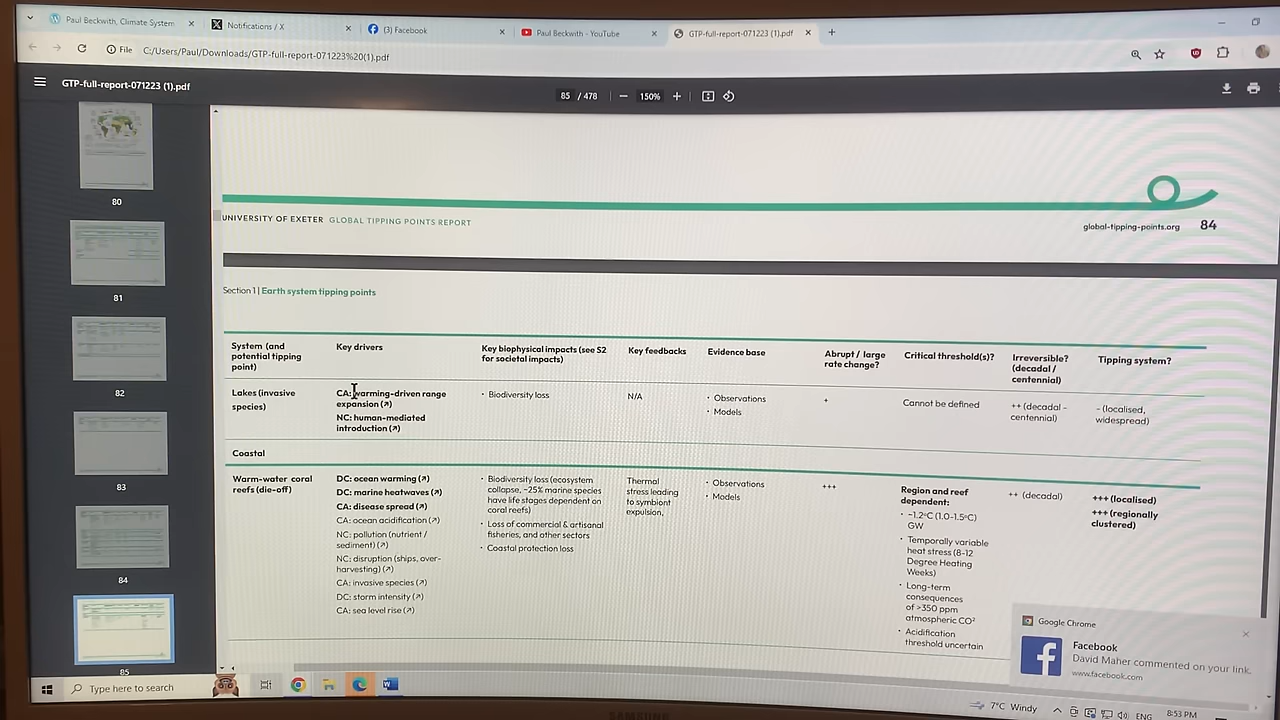 Paul Beckwith, Climate System
Notifications / X
(3) Facebook
Paul Beckwith - YouTube
GTP-full-report-071223 (1).pdf
File C:/Users/Paul/Downloads/GTP-full-report-071223%20(1).pdf
GTP-full-report-071223 (1).pdf
85 / 478
150%
80
81
82
83
84
85
UNIVERSITY OF EXETER GLOBAL TIPPING POINTS REPORT
global-tipping-points.org 84
Section 1 | Earth system tipping points
System (and
potential tipping
point)
Key drivers
Key biophysical impacts (see S2
for societal impacts)
Key feedbacks
Evidence base
Abrupt / large
rate change?
Critical threshold(s)?
Irreversible?
(decadal /
centennial)
Tipping system?
Lakes (invasive
species)
CA: warming-driven range
expansion (↗)
NC: human-mediated
introduction (↗)
• Biodiversity loss
N/A
• Observations
• Models
+
Cannot be defined
++ (decadal –
centennial)
– (localised,
widespread)
Coastal
Warm-water coral
reefs (die-off)
DC: ocean warming (↗)
DC: marine heatwaves (↗)
CA: disease spread (↗)
CA: ocean acidification (↗)
NC: pollution (nutrient /
sediment) (↗)
NC: disruption (ships, over-
harvesting) (↗)
CA: invasive species (↗)
DC: storm intensity (↗)
CA: sea level rise (↗)
• Biodiversity loss (ecosystem
collapse, ~25% marine species
have life stages dependent on
coral reefs)
• Loss of commercial & artisanal
fisheries, and other sectors
• Coastal protection loss
Thermal
stress leading
to symbiont
expulsion,
• Observations
• Models
+++
Region and reef
dependent:
• ~1.2°C (1.0-1.5°C)
GW
• Temporally variable
heat stress (8-12
Degree Heating
Weeks)
• Long-term
consequences
of >350 ppm
atmospheric CO²
• Acidification
threshold uncertain
++ (decadal)
+++ (localised)
+++ (regionally
clustered)
Google Chrome
Facebook
David Maher commented on your link.
www.facebook.com
Type here to search
7°C Windy
ENG
8:53 PM
SAMSUNG